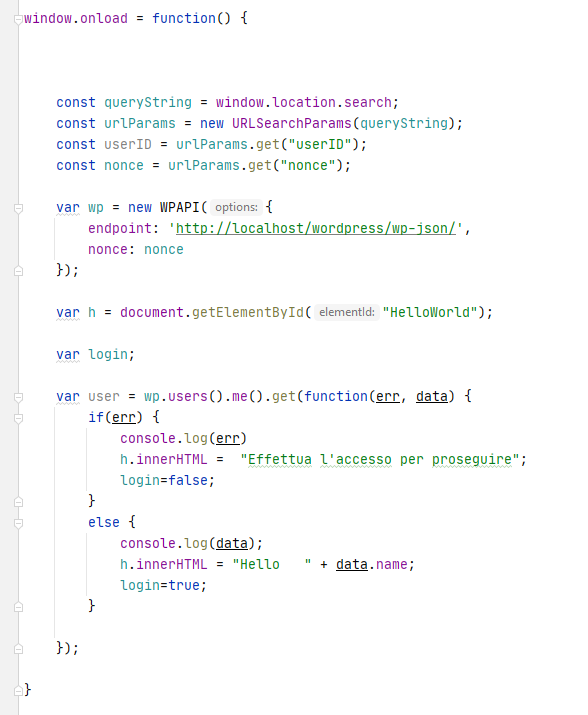 window.onload = function() {
const queryString = window.location.search;
const urlParams = new URLSearchParams(queryString);
const userID = urlParams.get("userID");
const nonce = urlParams.get("nonce");
var wp = new WPAPI( options: {
endpoint: 'http://localhost/wordpress/wp-json/',
nonce: nonce
});
var h = document.getElementById( elementId: "HelloWorld");
var login;
var user = wp.users().me().get(function(err, data) {
if(err) {
console.log(err)
h.innerHTML =  "Effettua l'accesso per proseguire";
login=false;
}
else {
console.log(data);
h.innerHTML = "Hello   " + data.name;
login=true;
}
});
}